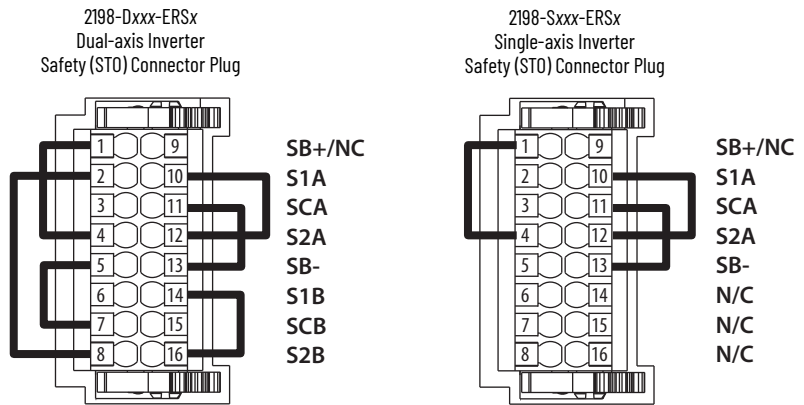 2198-Dxxx-ERSx
Dual-axis Inverter
Safety (STO) Connector Plug
1 9 SB+/NC
2 10 S1A
3 11 SCA
4 12 S2A
5 13 SB-
6 14 S1B
7 15 SCB
8 16 S2B
2198-Sxxx-ERSx
Single-axis Inverter
Safety (STO) Connector Plug
1 9 SB+/NC
2 10 S1A
3 11 SCA
4 12 S2A
5 13 SB-
6 14 N/C
7 15 N/C
8 16 N/C